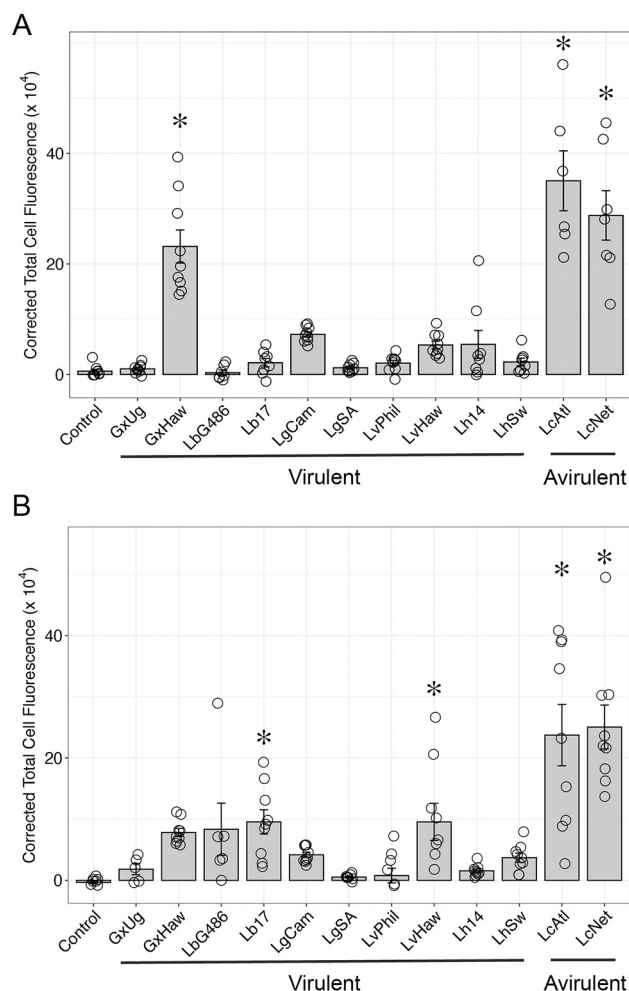 A
Corrected Total Cell Fluorescence (x 10⁴)
40
20
0
*
*
*
Control GxUg GxHaw LbG486 Lb17 LgCam LgSA LvPhil LvHaw Lh14 LhSw LcAtl LcNet
Virulent Avirulent
B
Corrected Total Cell Fluorescence (x 10⁴)
40
20
0
*
*
*
*
Control GxUg GxHaw LbG486 Lb17 LgCam LgSA LvPhil LvHaw Lh14 LhSw LcAtl LcNet
Virulent Avirulent